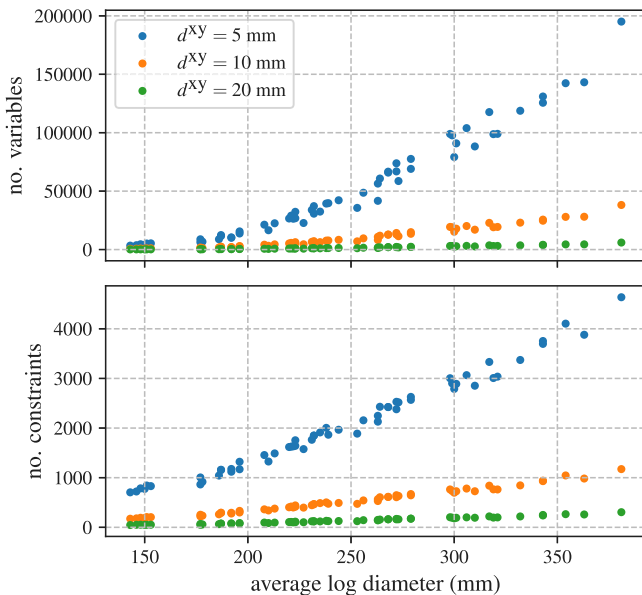 200000
150000
100000
50000
0
no. variables
d^xy = 5 mm
d^xy = 10 mm
d^xy = 20 mm
4000
3000
2000
1000
0
no. constraints
150 200 250 300 350
average log diameter (mm)